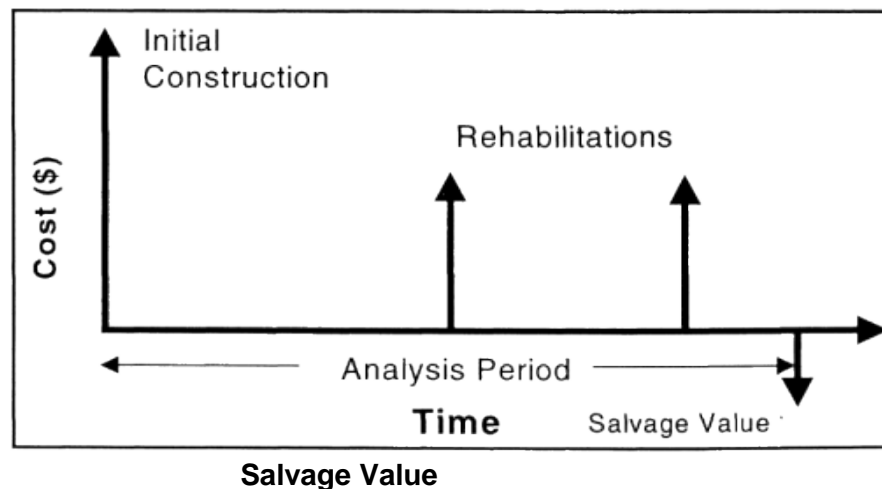 Initial
Construction
Rehabilitations
Cost ($)
Analysis Period
Time
Salvage Value
Salvage Value